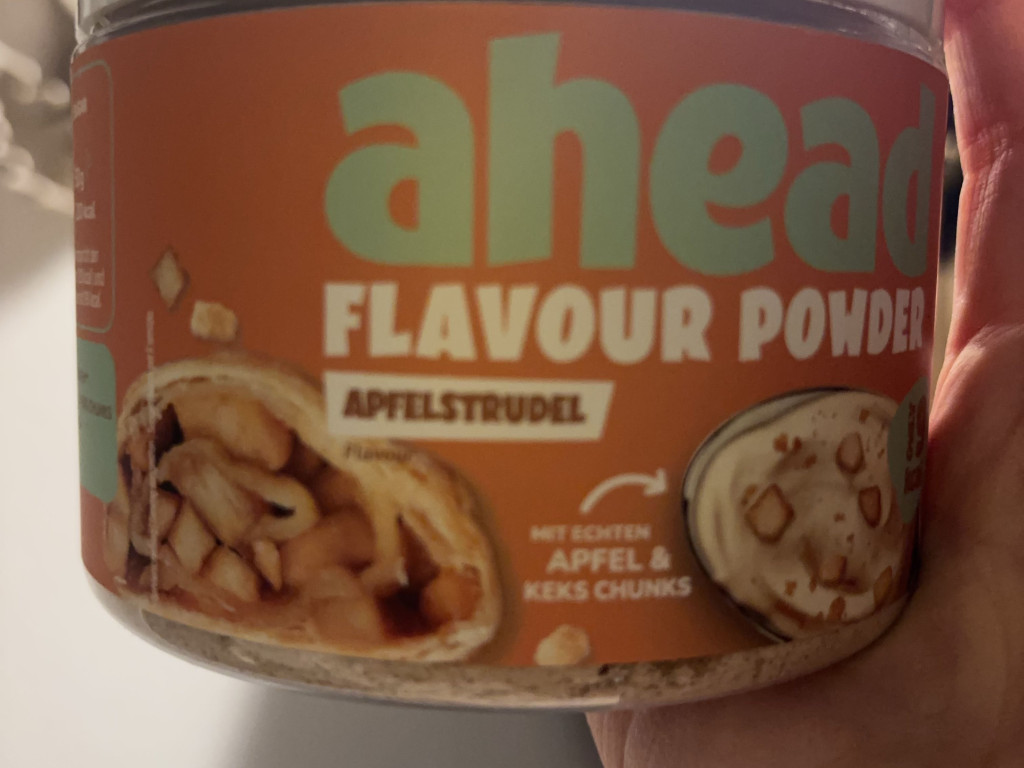 ahead
FLAVOUR POWDER
APFELSTRUDEL
Flavour
MIT ECHTEN
APFEL &
KEKS CHUNKS